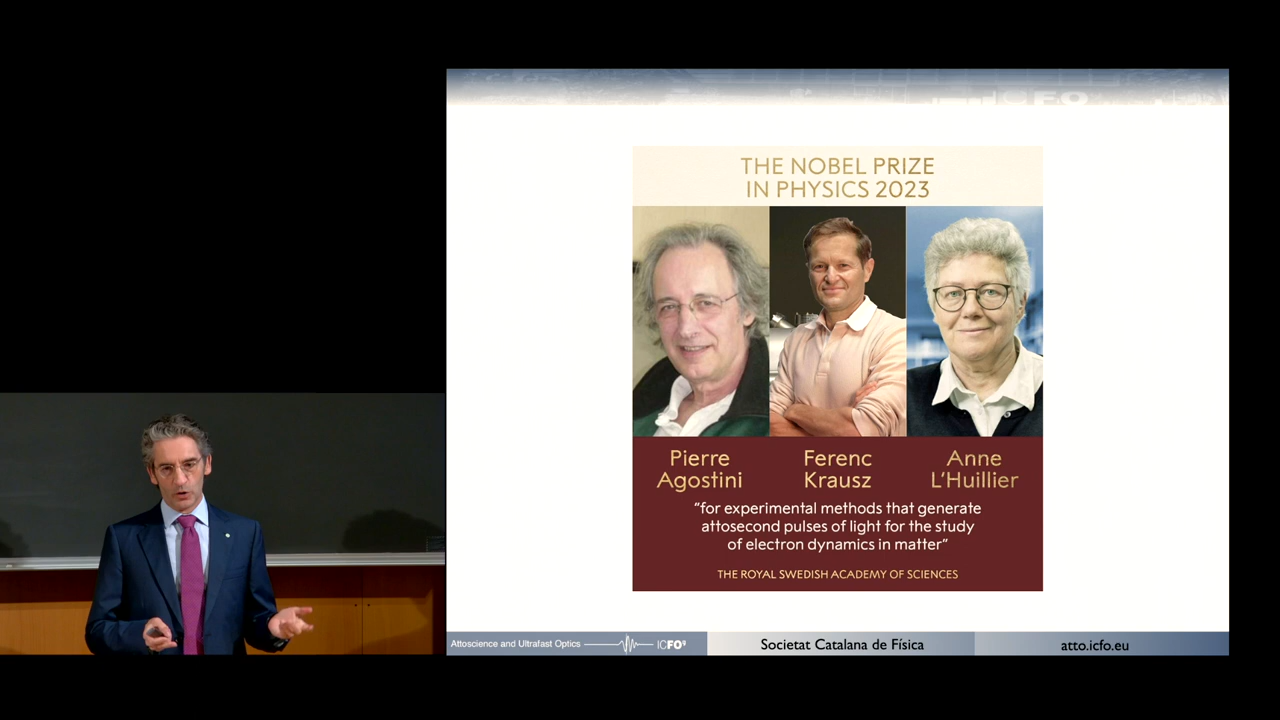 ICFO
THE NOBEL PRIZE
IN PHYSICS 2023
Pierre
Agostini
Ferenc
Krausz
Anne
L'Huillier
"for experimental methods that generate
attosecond pulses of light for the study
of electron dynamics in matter"
THE ROYAL SWEDISH ACADEMY OF SCIENCES
Attoscience and Ultrafast Optics
ICFO
Societat Catalana de Física
atto.icfo.eu